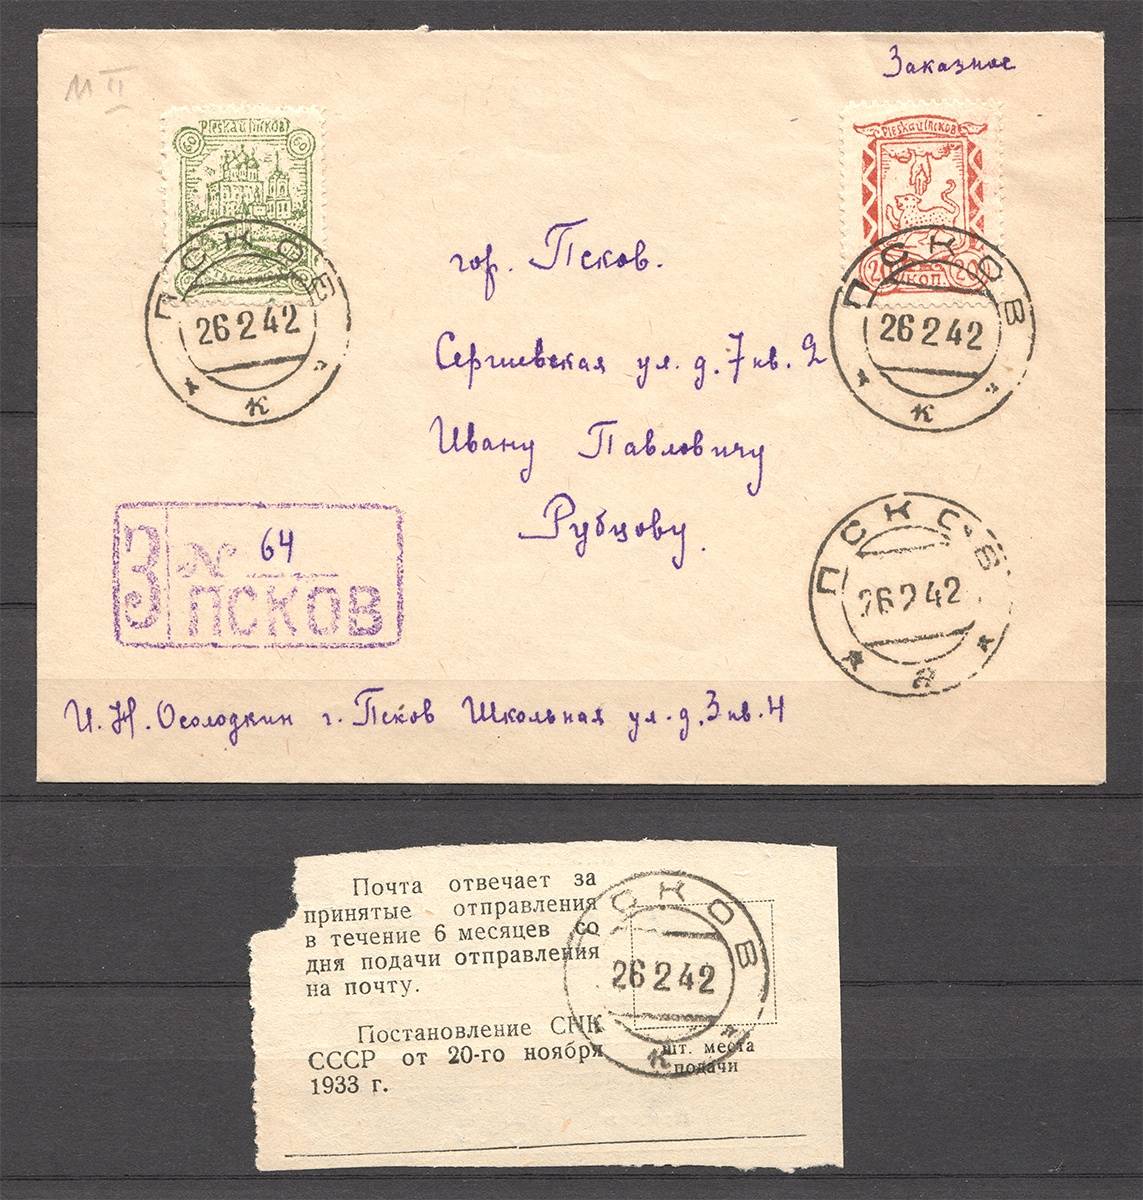 Заказное
М II
Pleskau Псков
60 60
Pleskau Псков
20 КОП. 20
ПСКОВ
26 2 42
к
ПСКОВ
26 2 42
к
гор. Псков.
Сергиевская ул. д. 7 кв. 2
Ивану Павловичу
Рубцову.
З № 64
ПСКОВ
ПСКОВ
26 2 42
И. Н. Осолодкин г. Псков Школьная ул. д. 3 кв. 4
Почта отвечает за
принятые отправления
в течение 6 месяцев со
дня подачи отправления
на почту.
Постановление СНК
СССР от 20-го ноября
1933 г.
ПСКОВ
26 2 42
к
шт. места
подачи